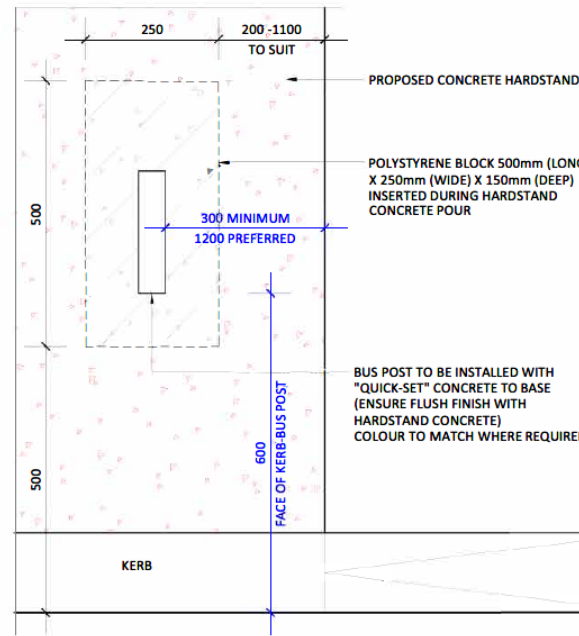 250
200 -1100
TO SUIT
PROPOSED CONCRETE HARDSTAND
POLYSTYRENE BLOCK 500mm (LONG
X 250mm (WIDE) X 150mm (DEEP)
INSERTED DURING HARDSTAND
CONCRETE POUR
500
300 MINIMUM
1200 PREFERRED
BUS POST TO BE INSTALLED WITH
"QUICK-SET" CONCRETE TO BASE
(ENSURE FLUSH FINISH WITH
HARDSTAND CONCRETE)
COLOUR TO MATCH WHERE REQUIRE
600
FACE OF KERB-BUS POST
500
KERB